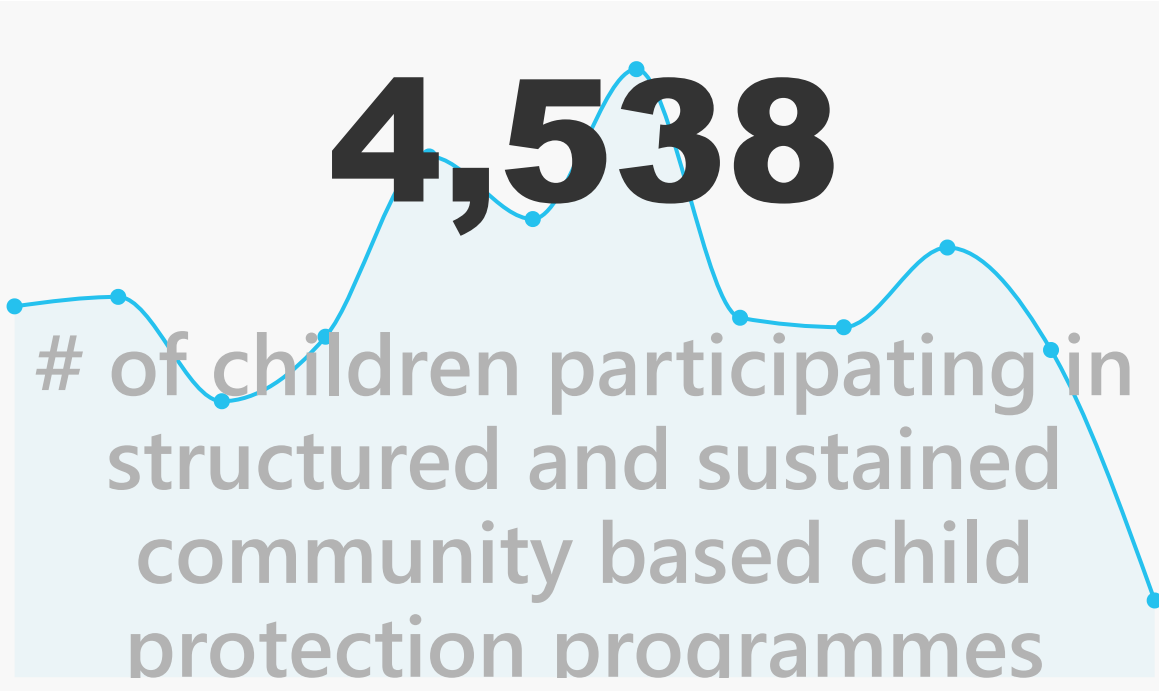 4,538
# of children participating in
structured and sustained
community based child
protection programmes